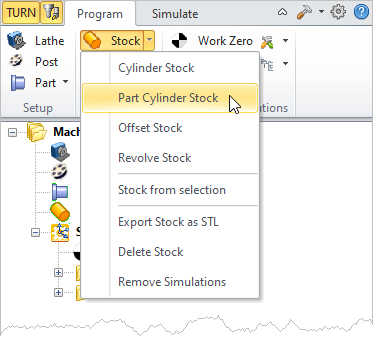 TURN Program Simulate
Lathe Stock Work Zero
Post Cylinder Stock
Part Part Cylinder Stock
Setup
Offset Stock
Mach
Revolve Stock
Stock from selection
Export Stock as STL
Delete Stock
Remove Simulations